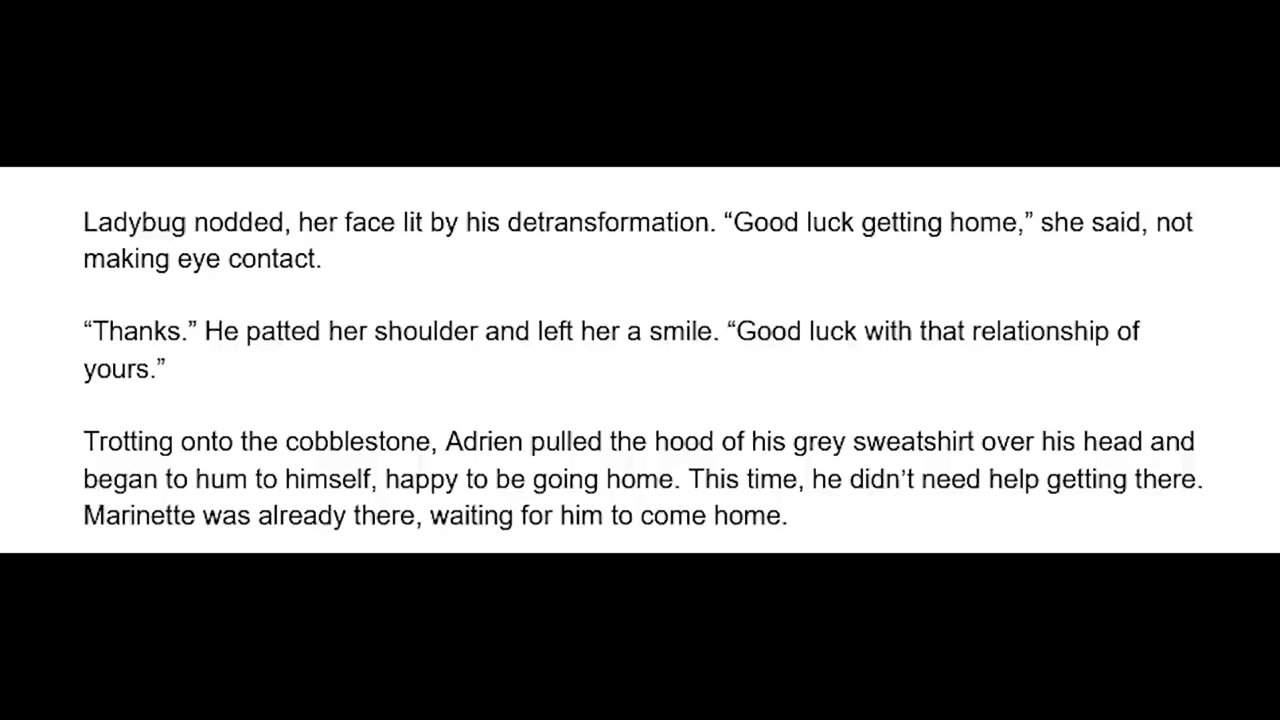 Ladybug nodded, her face lit by his detransformation. “Good luck getting home,” she said, not
making eye contact.
“Thanks.” He patted her shoulder and left her a smile. “Good luck with that relationship of
yours.”
Trotting onto the cobblestone, Adrien pulled the hood of his grey sweatshirt over his head and
began to hum to himself, happy to be going home. This time, he didn’t need help getting there.
Marinette was already there, waiting for him to come home.